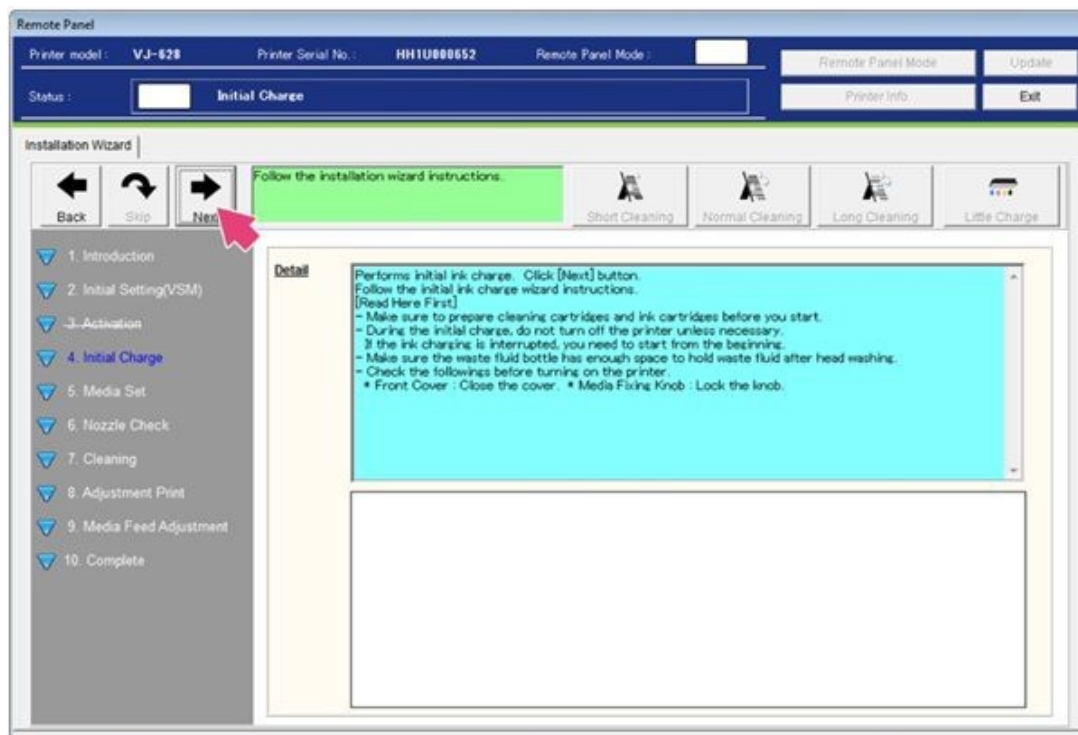 Remote Panel
Printer model : VJ-628 Printer Serial No. : HH1U000652 Remote Panel Mode :
Remote Panel Mode Update
Status : Initial Charge
Printer Info. Exit
Installation Wizard
Follow the installation wizard instructions.
Back Skip Next Short Cleaning Normal Cleaning Long Cleaning Little Charge
1. Introduction
2. Initial Setting(VSM)
3. Activation
4. Initial Charge
5. Media Set
6. Nozzle Check
7. Cleaning
8. Adjustment Print
9. Media Feed Adjustment
10. Complete
Detail
Performs initial ink charge. Click [Next] button.
Follow the initial ink charge wizard instructions.
[Read Here First]
- Make sure to prepare cleaning cartridges and ink cartridges before you start.
- During the initial charge, do not turn off the printer unless necessary.
If the ink charging is interrupted, you need to start from the beginning.
- Make sure the waste fluid bottle has enough space to hold waste fluid after head washing.
- Check the followings before turning on the printer.
* Front Cover : Close the cover. * Media Fixing Knob : Lock the knob.